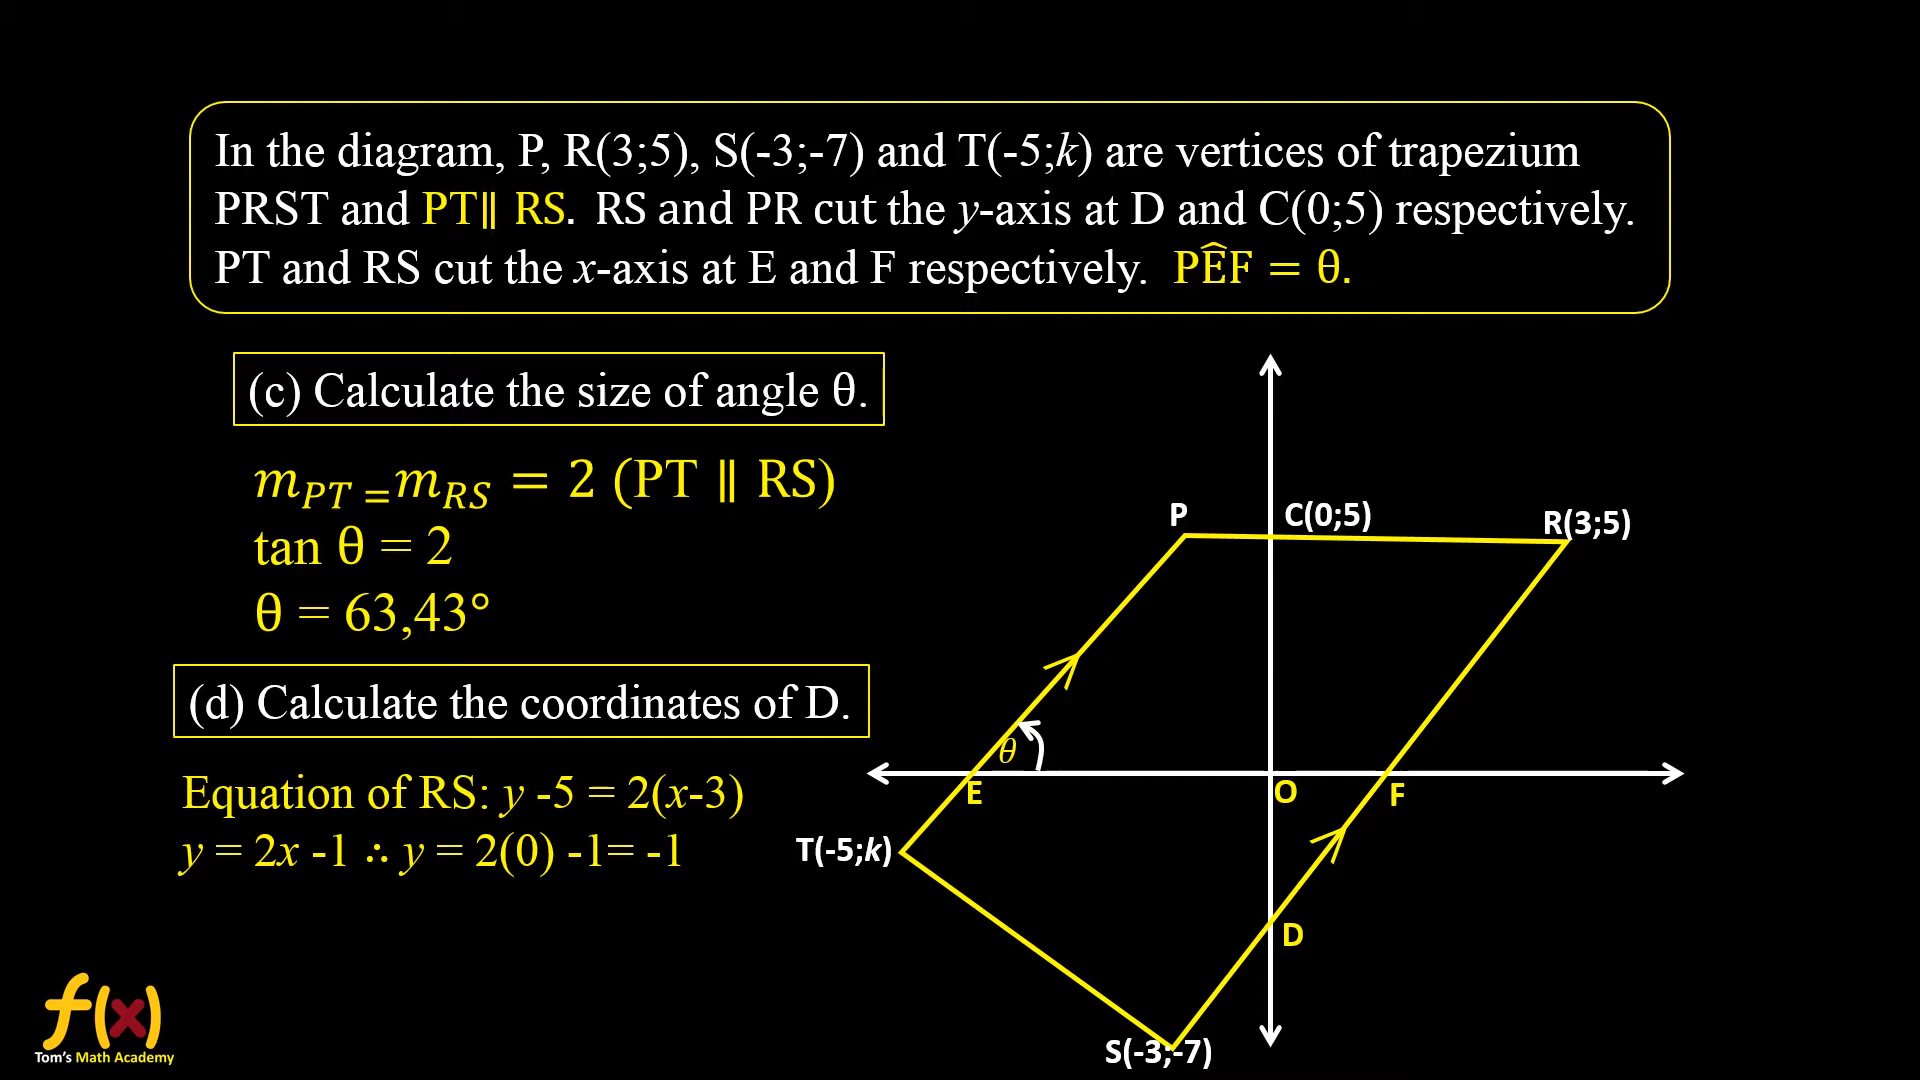 In the diagram, P, R(3;5), S(-3;-7) and T(-5;k) are vertices of trapezium
PRST and PT∥ RS. RS and PR cut the y-axis at D and C(0;5) respectively.
PT and RS cut the x-axis at E and F respectively. PÊF = θ.
(c) Calculate the size of angle θ.
m_PT = m_RS = 2 (PT ∥ RS)
tan θ = 2
θ = 63,43°
(d) Calculate the coordinates of D.
Equation of RS: y -5 = 2(x-3)
y = 2x -1 ∴ y = 2(0) -1= -1
P
C(0;5)
R(3;5)
θ
E
O
F
T(-5;k)
D
S(-3;-7)
f(x)
Tom's Math Academy